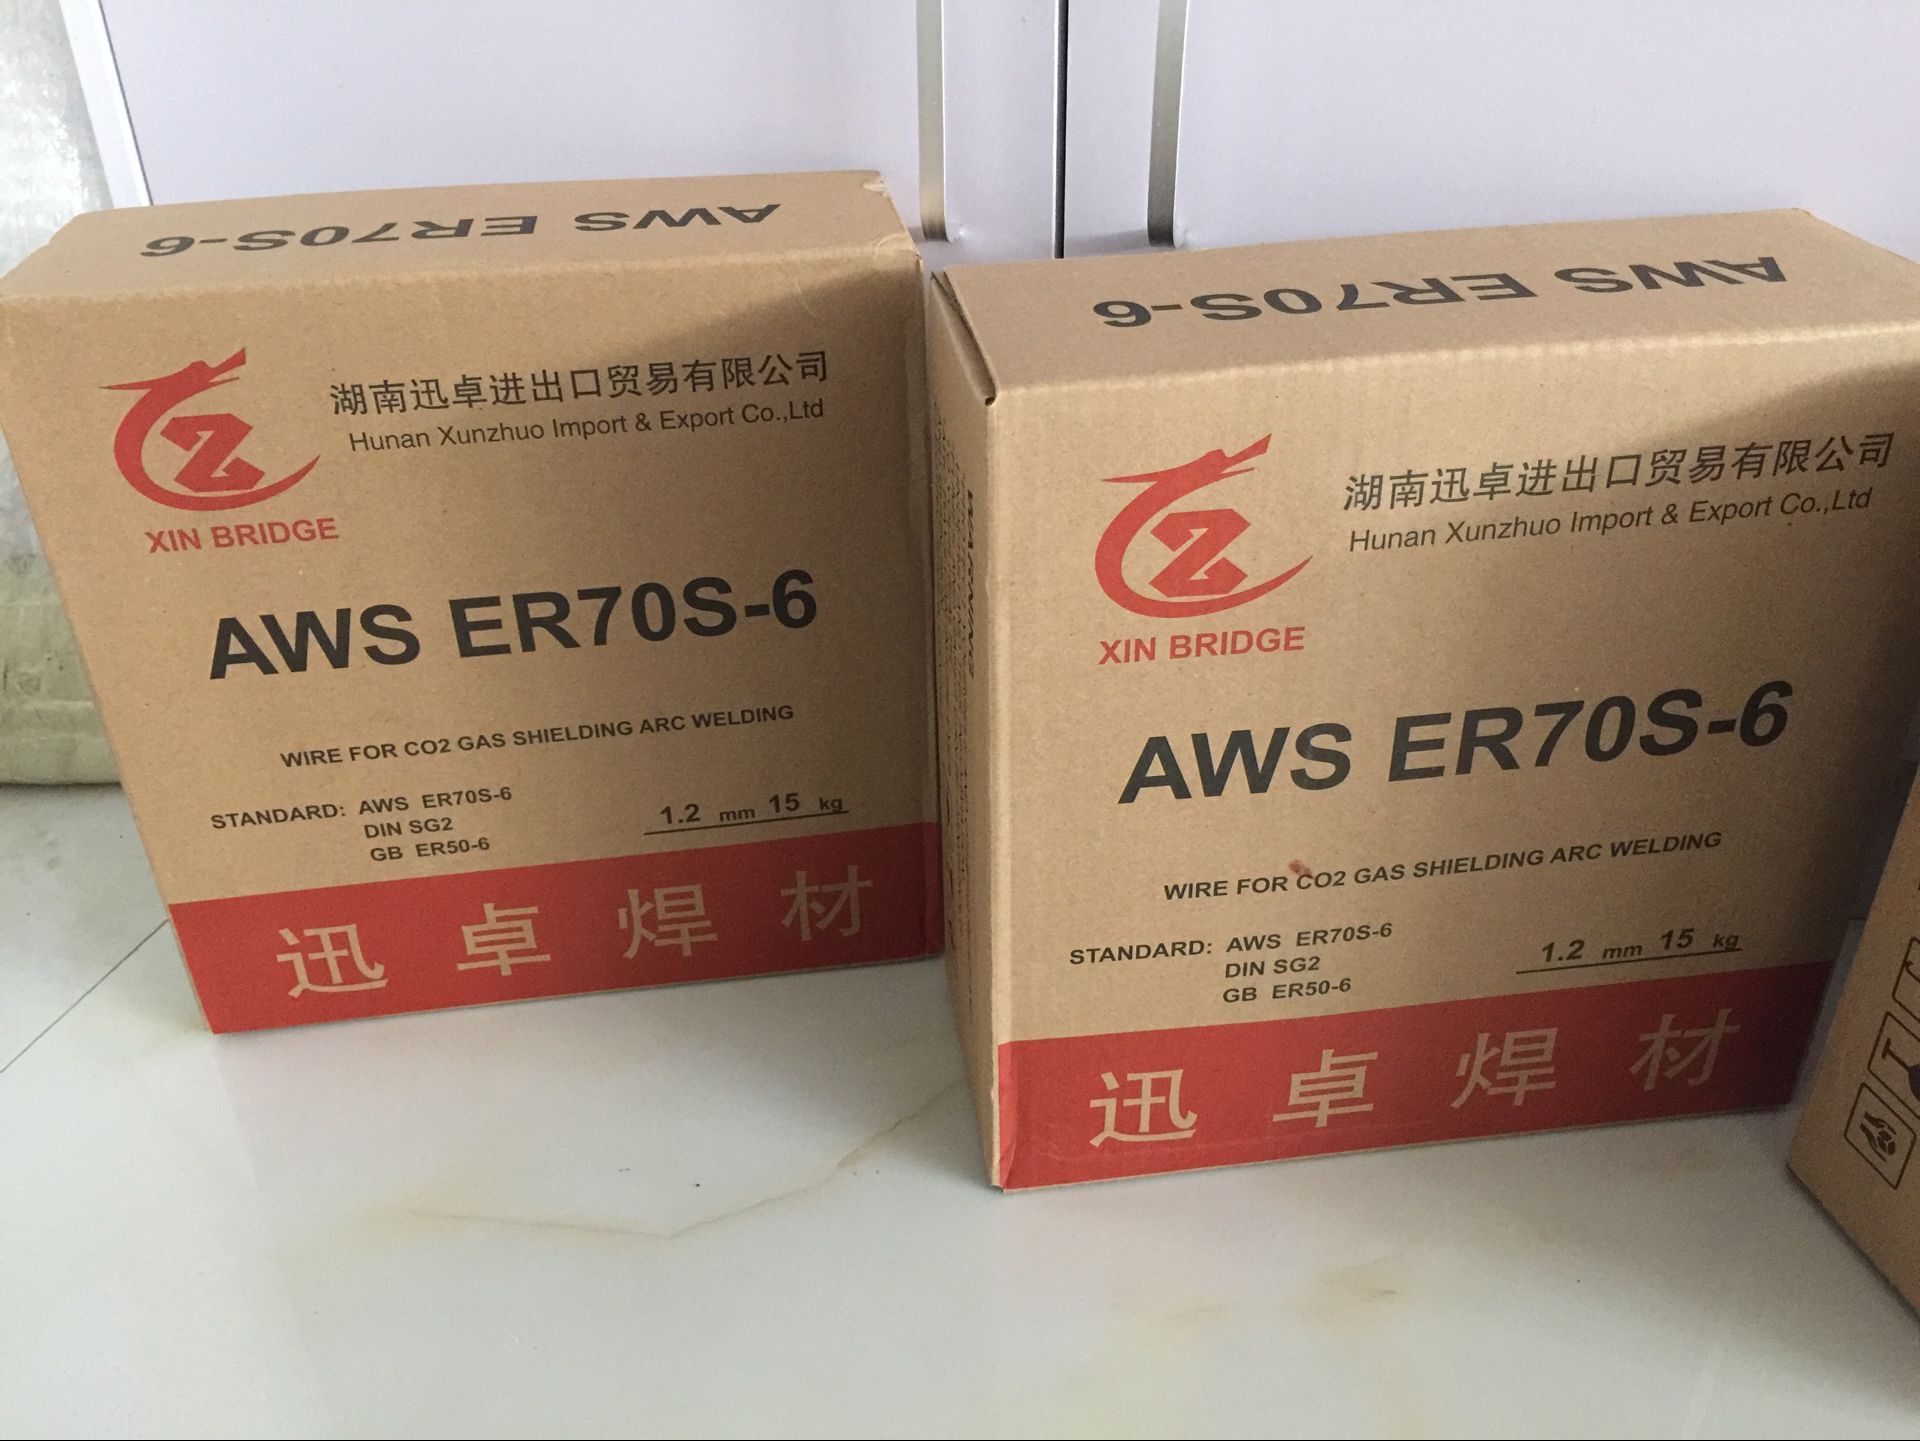 AWS ER70S-6
湖南迅卓进出口贸易有限公司
Hunan Xunzhuo Import & Export Co.,Ltd
XIN BRIDGE
AWS ER70S-6
WIRE FOR CO2 GAS SHIELDING ARC WELDING
STANDARD: AWS ER70S-6
DIN SG2
GB ER50-6
1.2 mm 15 kg
迅卓焊材
AWS ER70S-6
WARNING
湖南迅卓进出口贸易有限公司
Hunan Xunzhuo Import & Export Co.,Ltd
XIN BRIDGE
AWS ER70S-6
WIRE FOR CO2 GAS SHIELDING ARC WELDING
STANDARD: AWS ER70S-6
DIN SG2
GB ER50-6
1.2 mm 15 kg
迅卓焊材